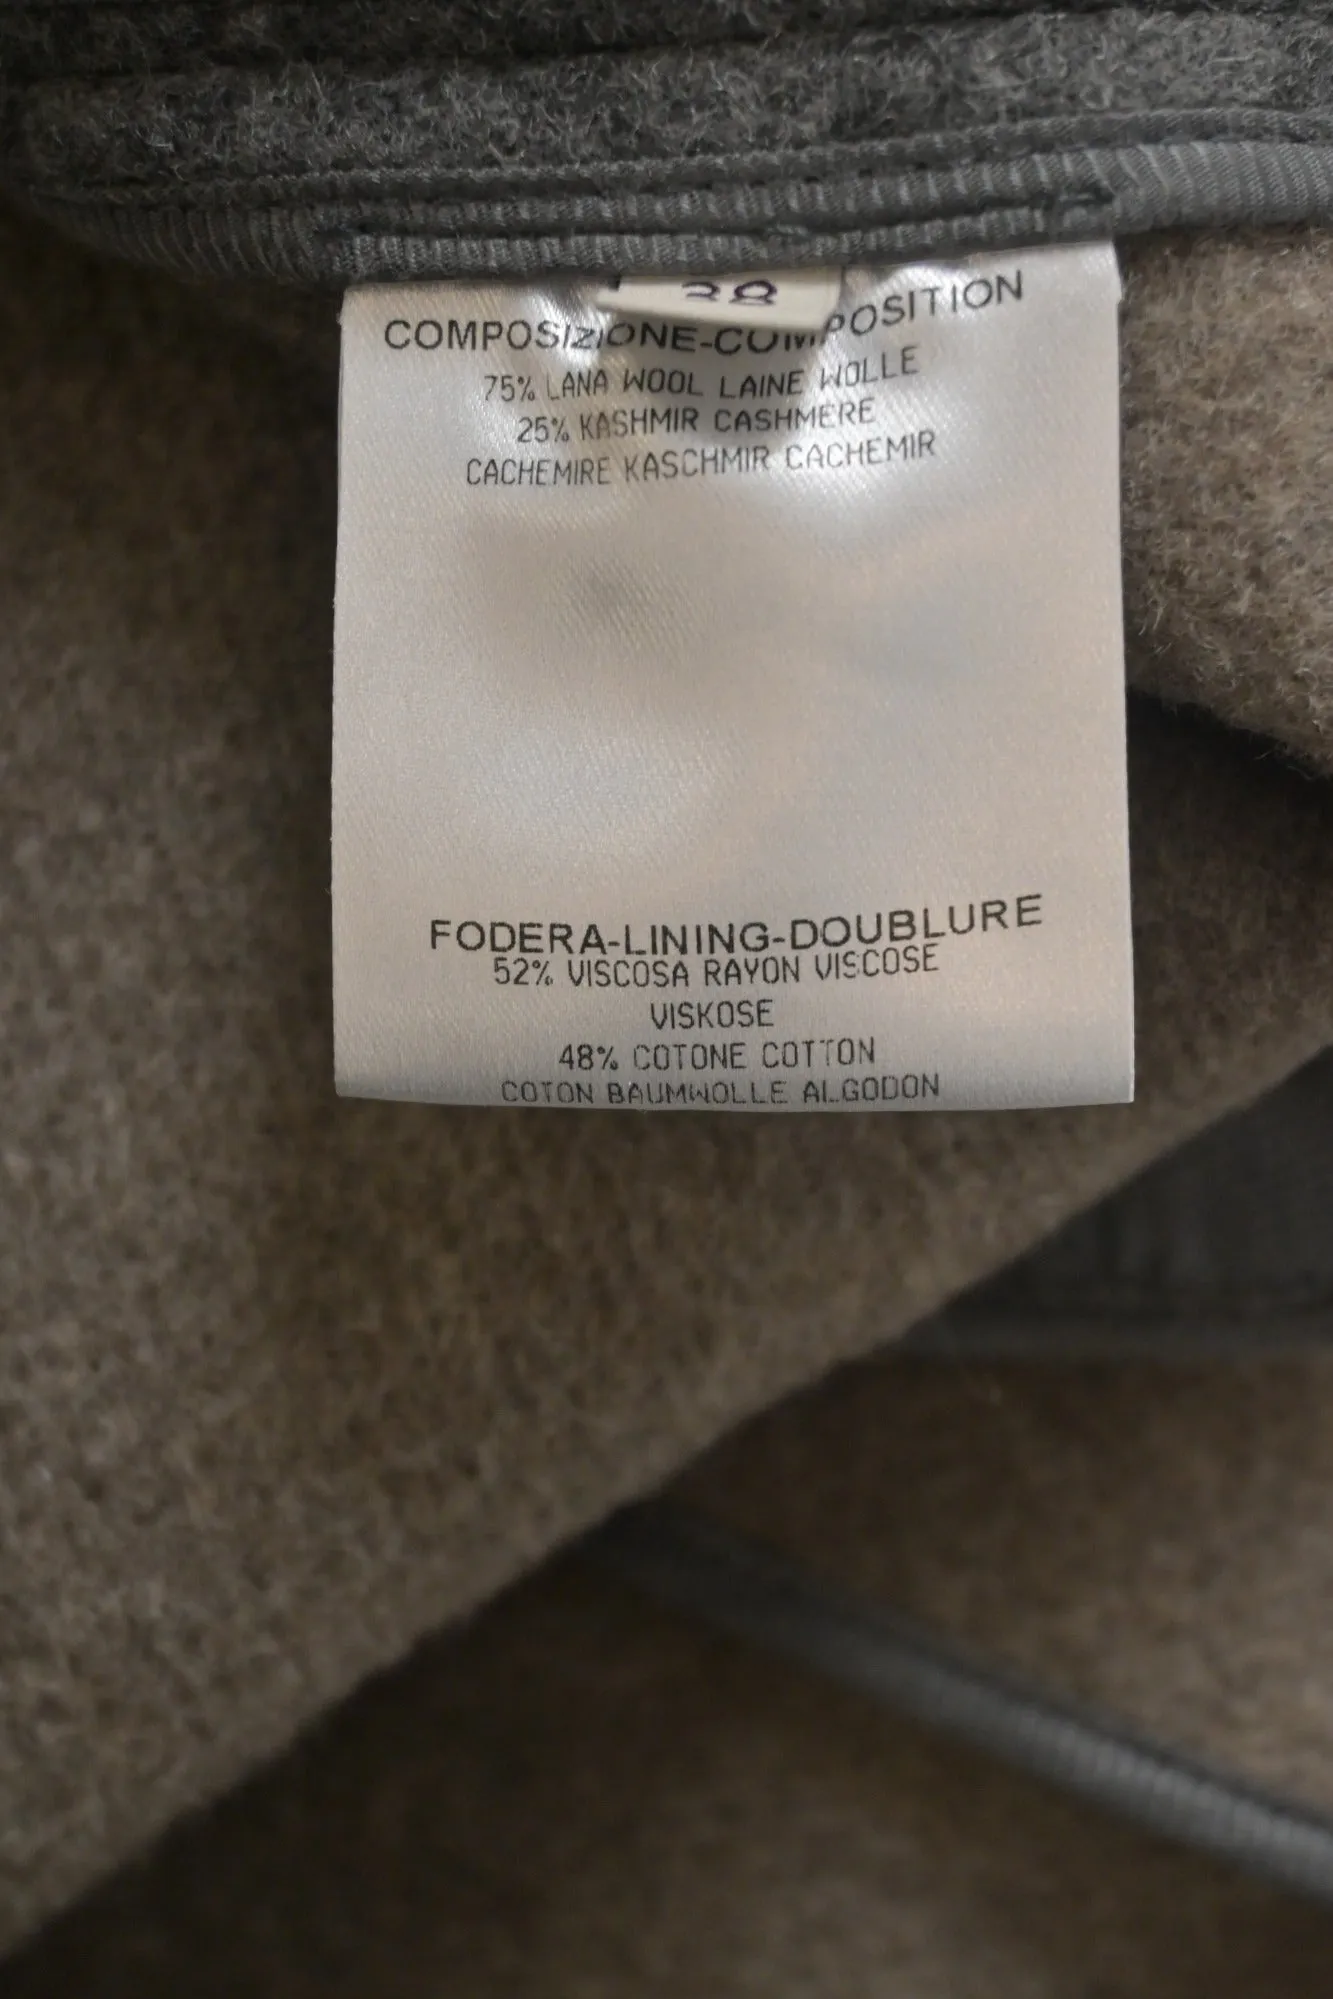 38
COMPOSIZIONE-COMPOSITION
75% LANA WOOL LAINE WOLLE
25% KASHMIR CASHMERE
CACHEMIRE KASCHMIR CACHEMIR
FODERA-LINING-DOUBLURE
52% VISCOSA RAYON VISCOSE
VISKOSE
48% COTONE COTTON
COTON BAUMWOLLE ALGODON